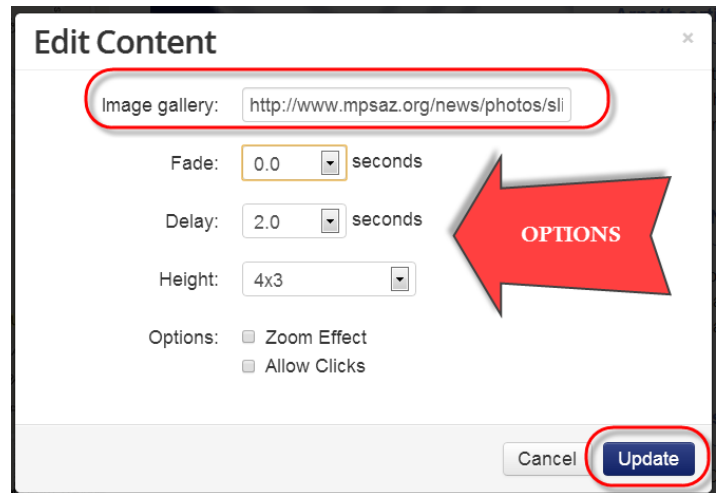 Edit Content
×
Image gallery: http://www.mpsaz.org/news/photos/sli
Fade: 0.0 seconds
Delay: 2.0 seconds
OPTIONS
Height: 4x3
Options: Zoom Effect
Allow Clicks
Cancel Update